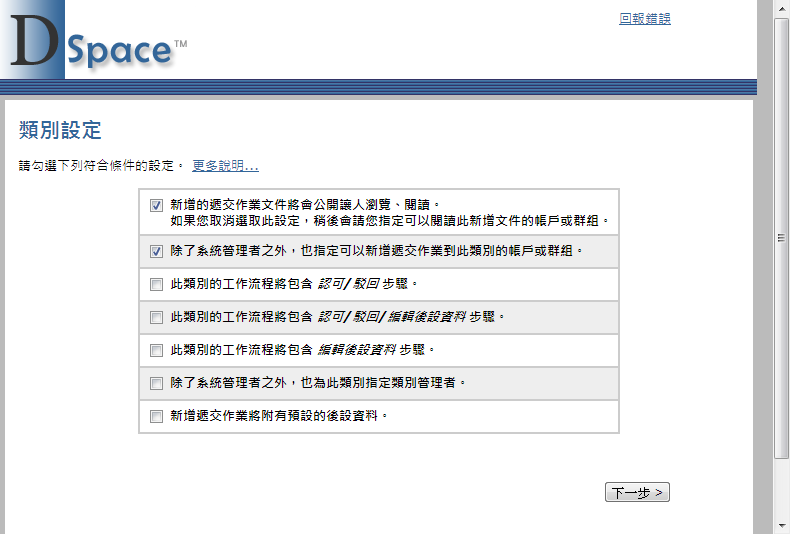 回報錯誤
DSpace™
類別設定
請勾選下列符合條件的設定。 更多說明...
新增的遞交作業文件將會公開讓人瀏覽、閱讀。
如果您取消選取此設定，稍後會請您指定可以閱讀此新增文件的帳戶或群組。
除了系統管理者之外，也指定可以新增遞交作業到此類別的帳戶或群組。
此類別的工作流程將包含 認可/駁回 步驟。
此類別的工作流程將包含 認可/駁回/編輯後設資料 步驟。
此類別的工作流程將包含 編輯後設資料 步驟。
除了系統管理者之外，也為此類別指定類別管理者。
新增遞交作業將附有預設的後設資料。
下一步 >